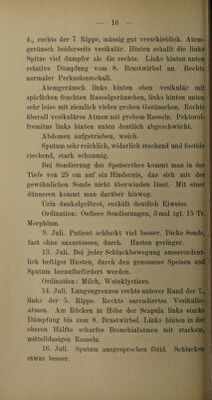 — 16 —
4., rechts der 7. Rippe, mässig gut verschieblich. Atem-
geräusch beiderseits vesikulär. Hinten schallt die linke
Spitze viel dumpfer als die rechte. Links hinten unten
relative Dämpfung vom 8. Brustwirbel an. Rechts
normaler Perkussionschall.
Atemgeräusch links hinten oben vesikulär mit
spärlichen feuchten Rasselgeräuschen, links hinten unten
sehr leise mit ziemlich vielen groben Geräuschen. Rechts
überall vesikuläres Atmen mit groben Rasseln. Pektoral-
fremitus links hinten unten deutlich abgeschwächt.
Abdomen aufgetrieben, weich.
Sputum sehr reichlich, widerlich stechend und foetide
riechend, stark schaumig.
Bei Sondierung der Speiseröhre kommt man in der
Tiefe von 25 cm auf ein Hindernis, das sich mit der
gewöhnlichen Sonde nicht überwinden lässt. Mit einer
dünneren kommt man darüber hinweg.
Urin dunkelgelbrot, enthält deutlich Eiweiss.
Ordination: Oeftere Sondierungen, 3 mal tgl. 15 Tr.
Morphium.
9. Juli. Patient schluckt viel besser. Dicke Sonde,
fast ohne anzustossen, durch. Husten geringer.
13. Juli. Bei jeder Schluckbewegung ausserordent-
lich heftiger Husten, durch den genossene Speisen und
Sputum heraufbefördert werden.
Ordination: Milch, Weinklystiere.
14. Juli. Lungengrenzen rechts unterer Rand der 7.,
links der 5. Rippe. Rechts saccadiertes Vesikulär-
atmen. Am Rücken in Höhe der Scapula links starke
Dämpfung bis zum 8. Brustwirbel. Links hinten in der
oberen Hälfte scharfes Bronchialatmen mit starkem,
mittelblasigen Rasseln.
16. Juli. Sputum ausgesprochen fötid. Schlucken
etwas besser.